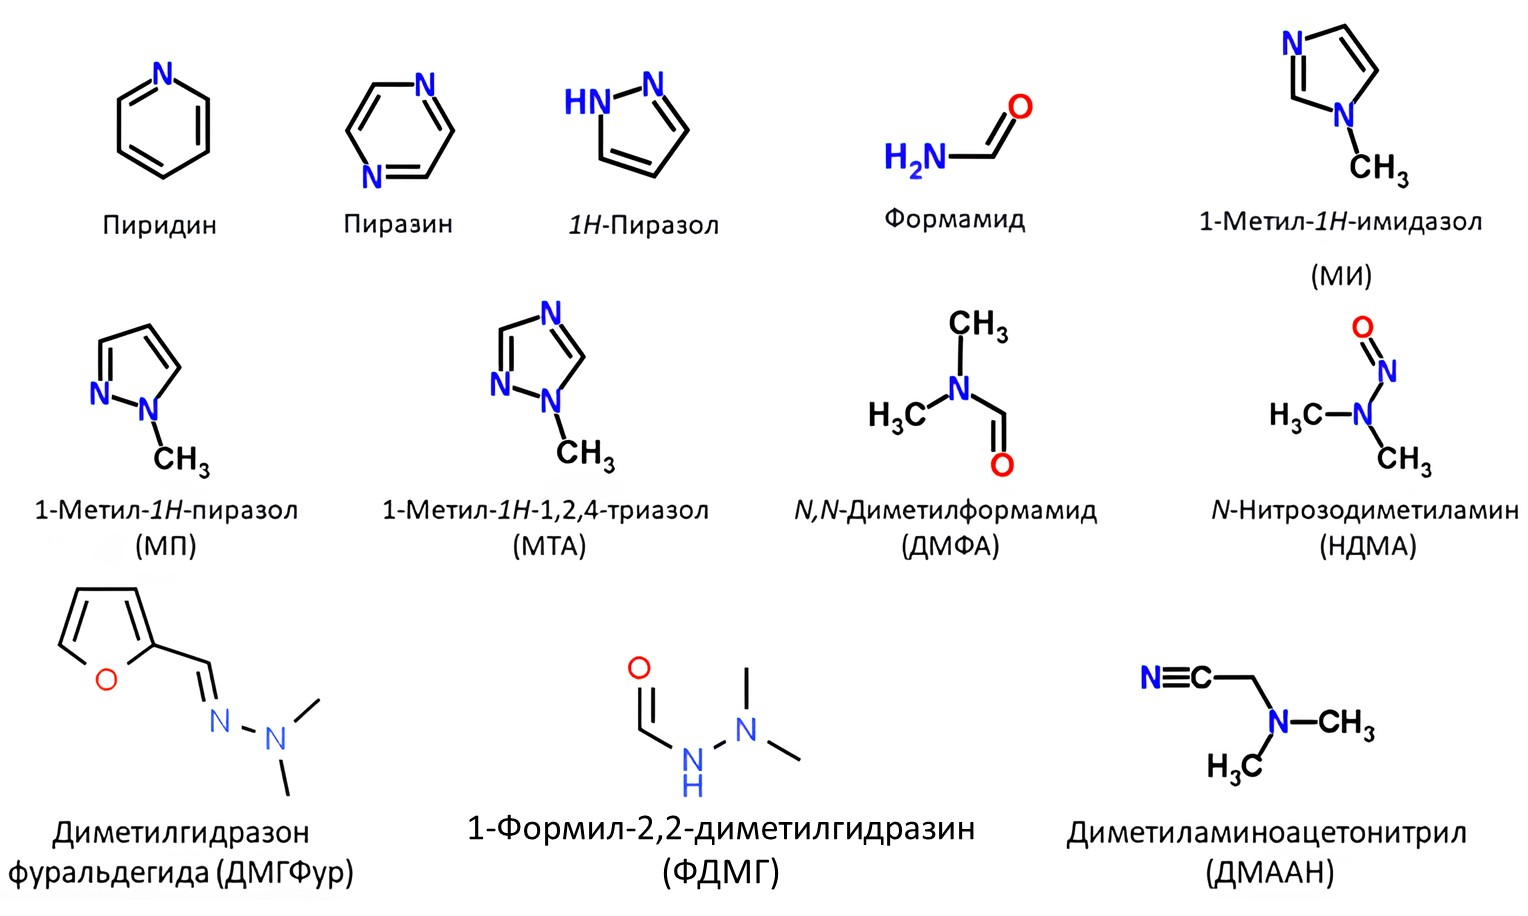 N
N
N
HN
N
H₂N
O
N
N
CH₃
Пиридин
Пиразин
1H-Пиразол
Формамид
1-Метил-1H-имидазол
(МИ)
N
N
CH₃
N
N
N
CH₃
CH₃
N
H₃C
O
O
N
H₃C
N
CH₃
1-Метил-1H-пиразол
(МП)
1-Метил-1H-1,2,4-триазол
(МТА)
N,N-Диметилформамид
(ДМФА)
N-Нитрозодиметиламин
(НДМА)
O
N
N
O
N
H
N
N
C
N
CH₃
H₃C
Диметилгидразон
фуральдегида (ДМГФур)
1-Формил-2,2-диметилгидразин
(ФДМГ)
Диметиламиноацетонитрил
(ДМААН)